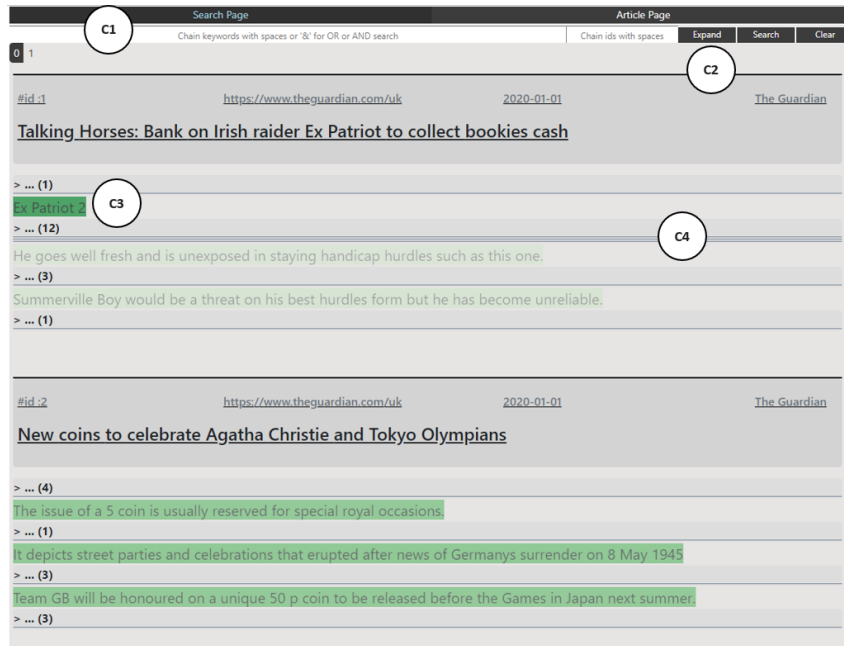 Search Page Article Page
C1
Chain keywords with spaces or '&' for OR or AND search Chain ids with spaces Expand Search Clear
0 1
C2
#id :1 https://www.theguardian.com/uk 2020-01-01 The Guardian
Talking Horses: Bank on Irish raider Ex Patriot to collect bookies cash
> ... (1)
Ex Patriot 2 C3
> ... (12)
C4
He goes well fresh and is unexposed in staying handicap hurdles such as this one.
> ... (3)
Summerville Boy would be a threat on his best hurdles form but he has become unreliable.
> ... (1)
#id :2 https://www.theguardian.com/uk 2020-01-01 The Guardian
New coins to celebrate Agatha Christie and Tokyo Olympians
> ... (4)
The issue of a 5 coin is usually reserved for special royal occasions.
> ... (1)
It depicts street parties and celebrations that erupted after news of Germanys surrender on 8 May 1945
> ... (3)
Team GB will be honoured on a unique 50 p coin to be released before the Games in Japan next summer.
> ... (3)